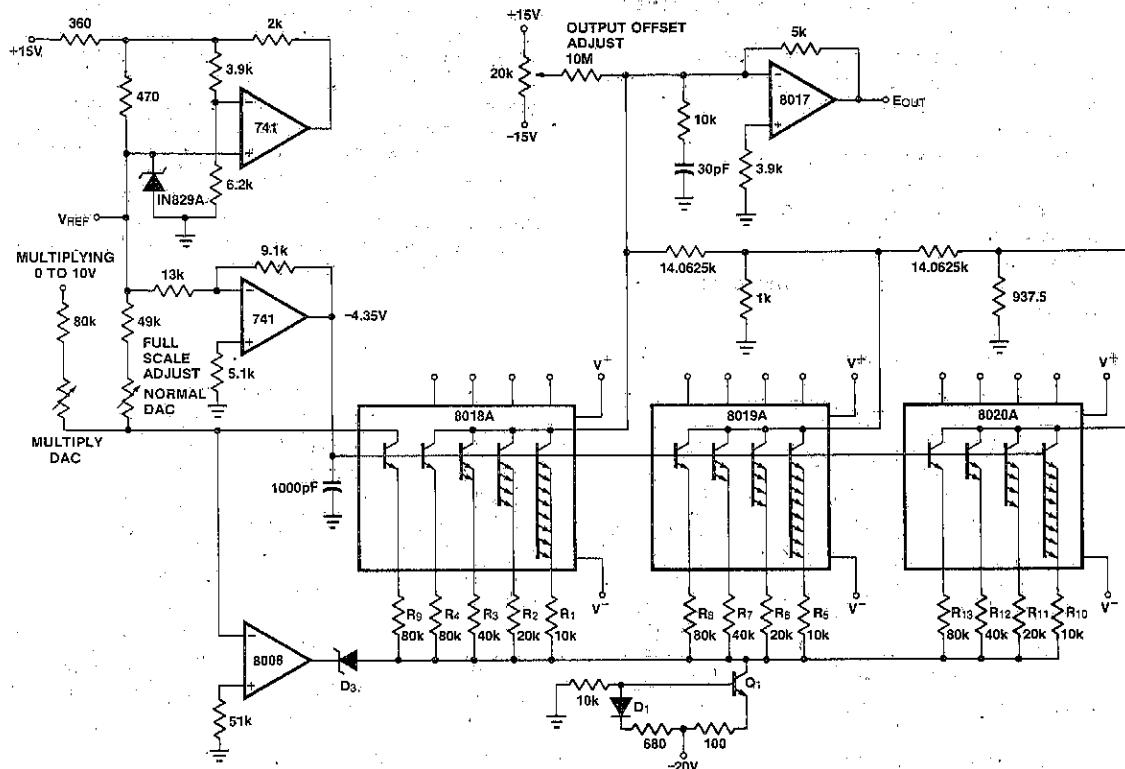 360
+15V
2k
3.9k
470
741
IN829A
6.2k
VREF
+15V
20k
-15V
OUTPUT OFFSET
ADJUST
10M
5k
8017
EOUT
10k
30pF
3.9k
MULTIPLYING
0 TO 10V
80k
13k
9.1k
741
-4.35V
49k
FULL
SCALE
ADJUST
NORMAL
DAC
5.1k
MULTIPLY
DAC
14.0625k
1k
14.0625k
937.5
V+
8018A
V+
8019A
V+
8020A
1000pF
V-
V-
V-
R9
80k
R4
80k
R3
40k
R2
20k
R1
10k
R8
80k
R7
40k
R6
20k
R5
10k
R13
80k
R12
40k
R11
20k
R10
10k
8008
D3
51k
10k
D1
Q1
680
100
-20V